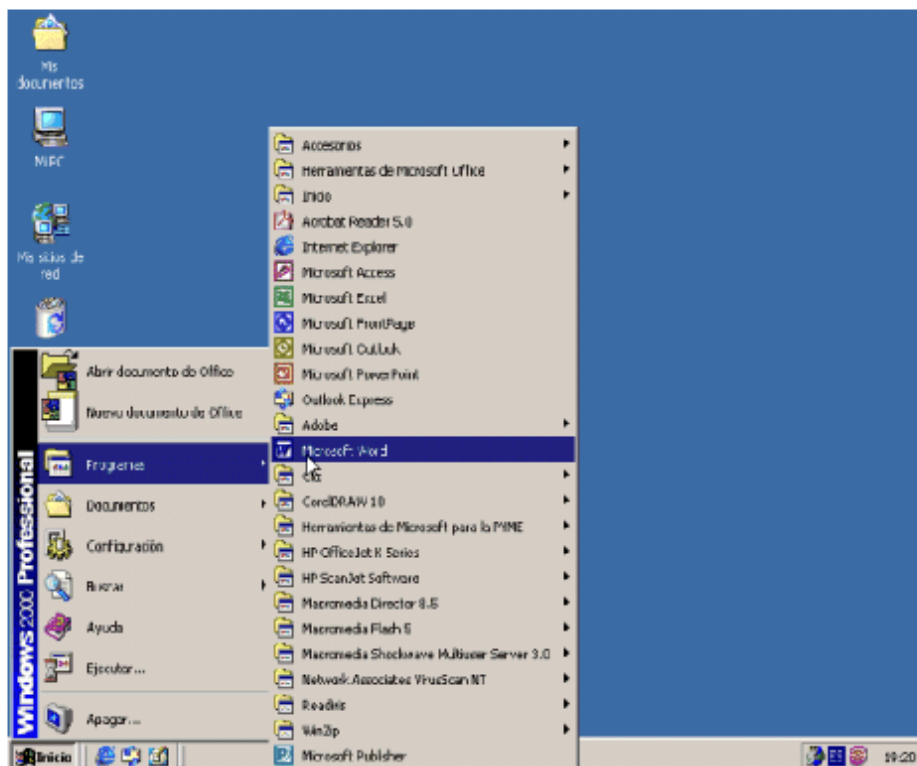 Mis
documentos
Mi PC
Mis sitios de
red
Accesorios
Herramientas de Microsoft Office
Inicio
Acrobat Reader 5.0
Internet Explorer
Microsoft Access
Microsoft Excel
Microsoft FrontPage
Microsoft Outlook
Microsoft PowerPoint
Outlook Express
Adobe
Microsoft Word
CorelDRAW 10
Herramientas de Microsoft para la PYME
HP OfficeJet K Series
HP ScanJet Software
Macromedia Director 8.5
Macromedia Flash 5
Macromedia Shockwave Multiuser Server 3.0
Network Associates VirusScan NT
Readiris
WinZip
Microsoft Publisher
Abrir documento de Office
Nuevo documento de Office
Programas
Documentos
Configuración
Buscar
Ayuda
Ejecutar...
Apagar...
Windows 2000 Professional
Inicio
19:20